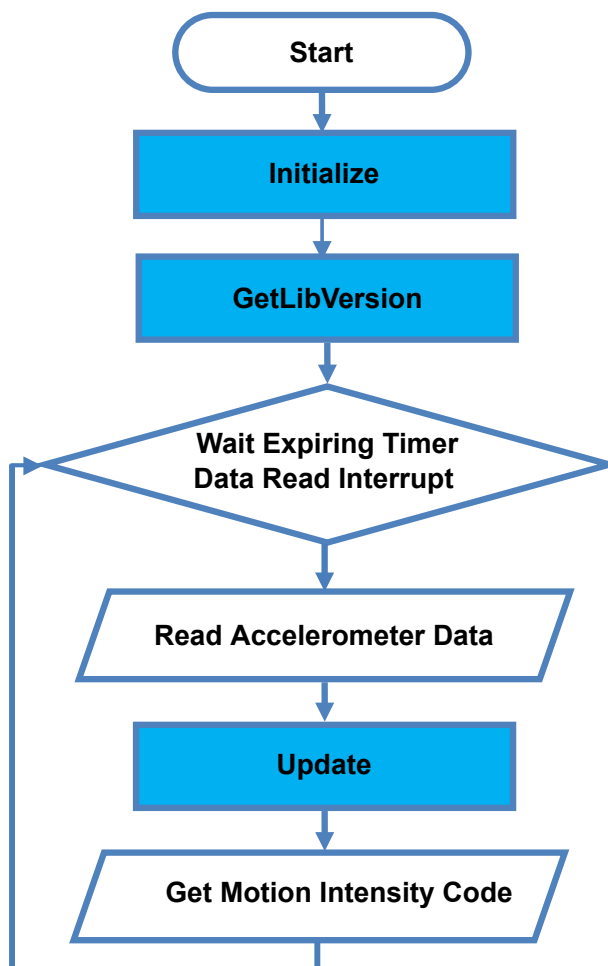 Start
Initialize
GetLibVersion
Wait Expiring Timer
Data Read Interrupt
Read Accelerometer Data
Update
Get Motion Intensity Code